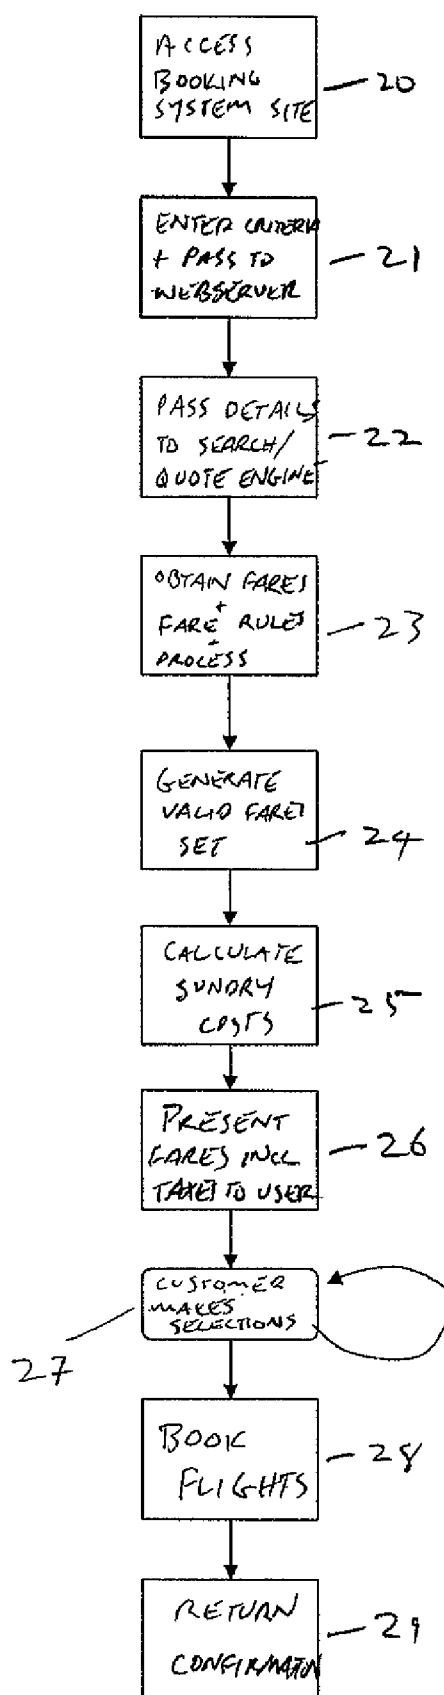 ACCESS
BOOKING
SYSTEM SITE
20
ENTER CRITERIA
+ PASS TO
WEBSERVER
21
PASS DETAILS
TO SEARCH/
QUOTE ENGINE
22
OBTAIN FARES
+
FARE RULES
+
PROCESS
23
GENERATE
VALID FARES
SET
24
CALCULATE
SUNDRY
COSTS
25
PRESENT
FARES INCL
TAXES TO USER
26
CUSTOMER
MAKES
SELECTIONS
27
BOOK
FLIGHTS
28
RETURN
CONFIRMATION
29